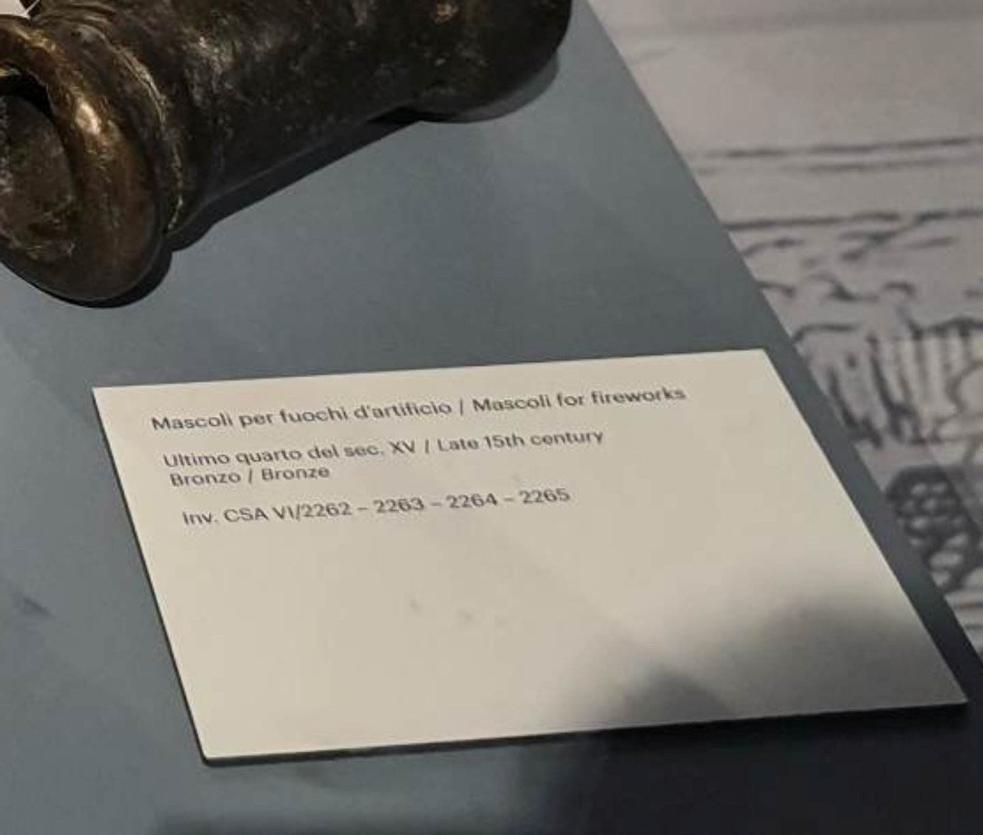 Mascoli per fuochi d'artificio / Mascoli for fireworks
Ultimo quarto del sec. XV / Late 15th century
Bronzo / Bronze
Inv. CSA VI/2262 – 2263 – 2264 – 2265